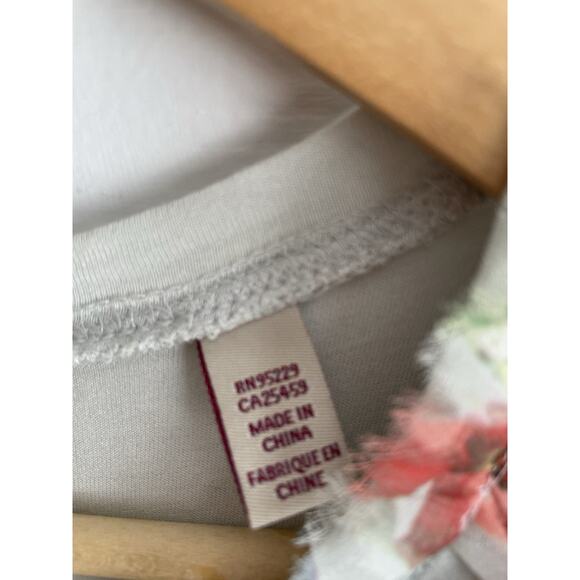 RN95229
CA25459
MADE IN
CHINA
FABRIQUE EN
CHINE